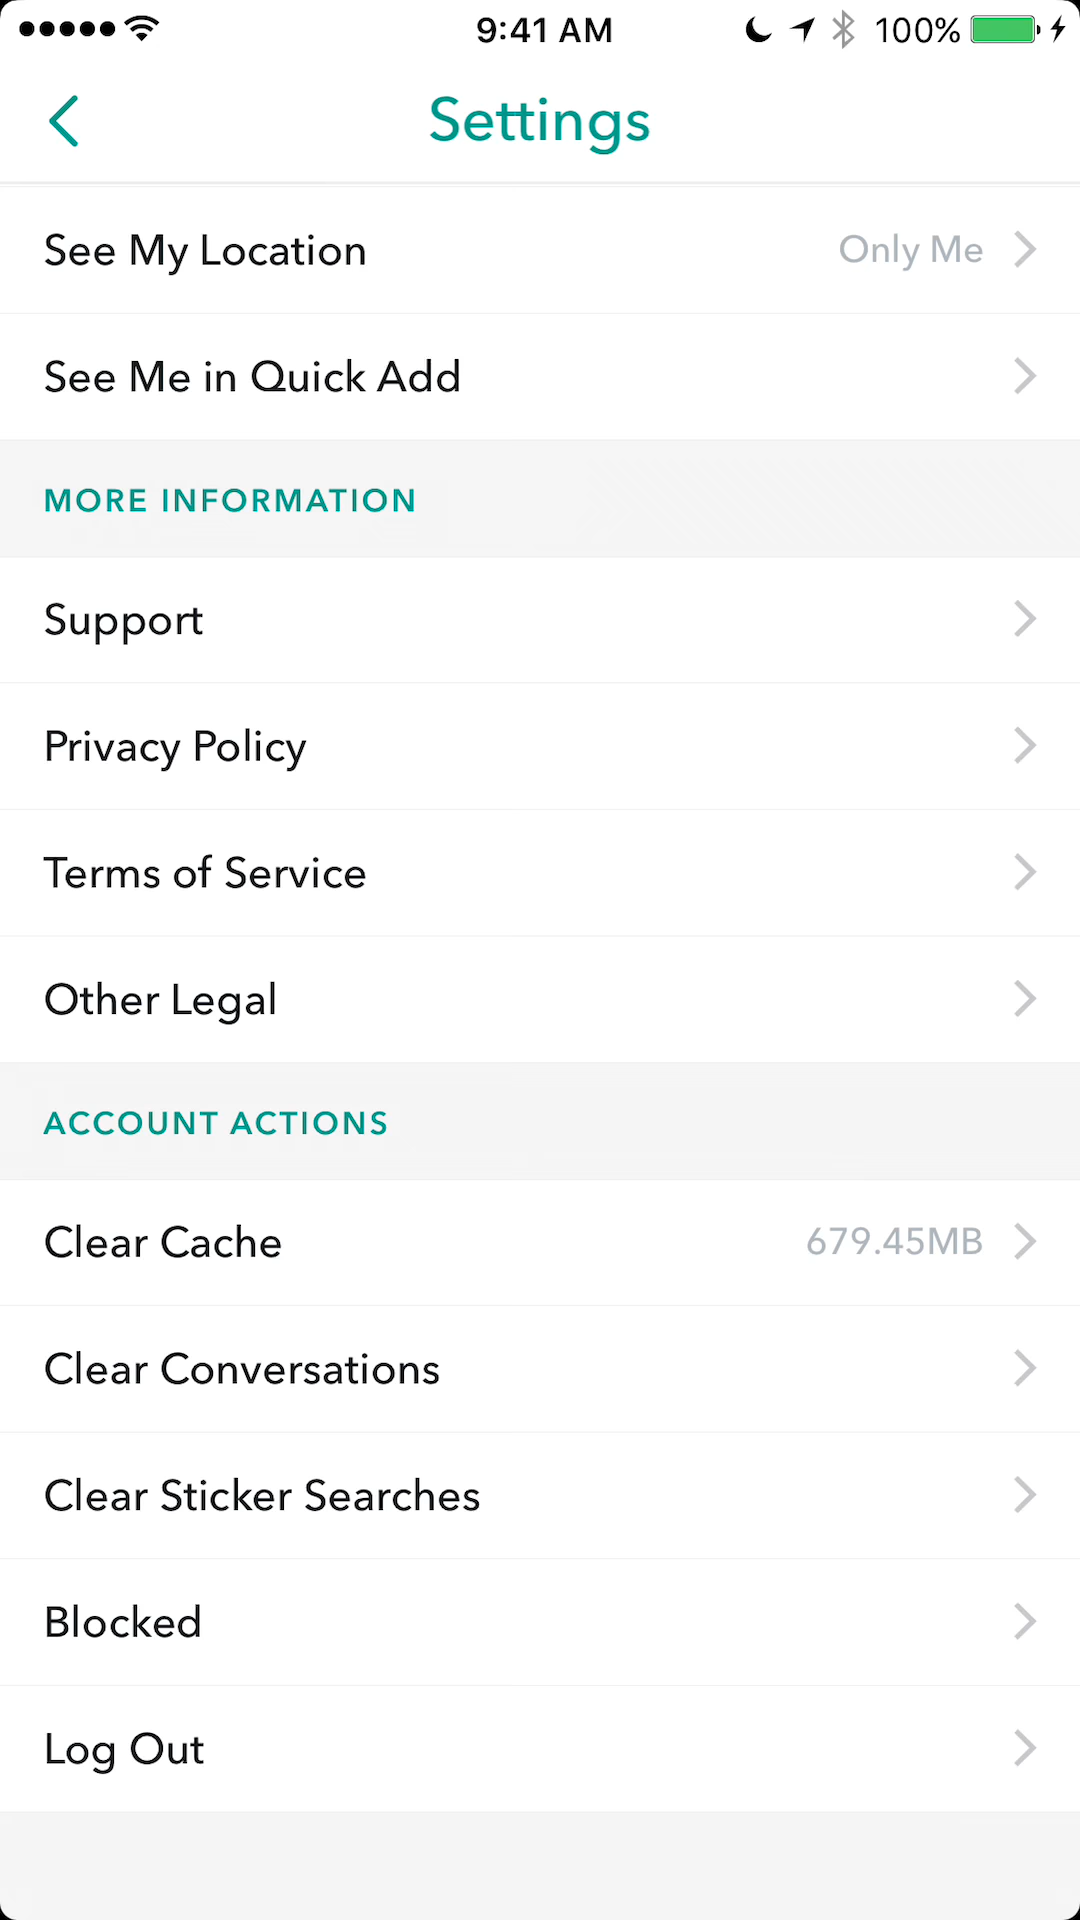 9:41 AM 100%
Settings
See My Location Only Me
See Me in Quick Add
MORE INFORMATION
Support
Privacy Policy
Terms of Service
Other Legal
ACCOUNT ACTIONS
Clear Cache 679.45MB
Clear Conversations
Clear Sticker Searches
Blocked
Log Out